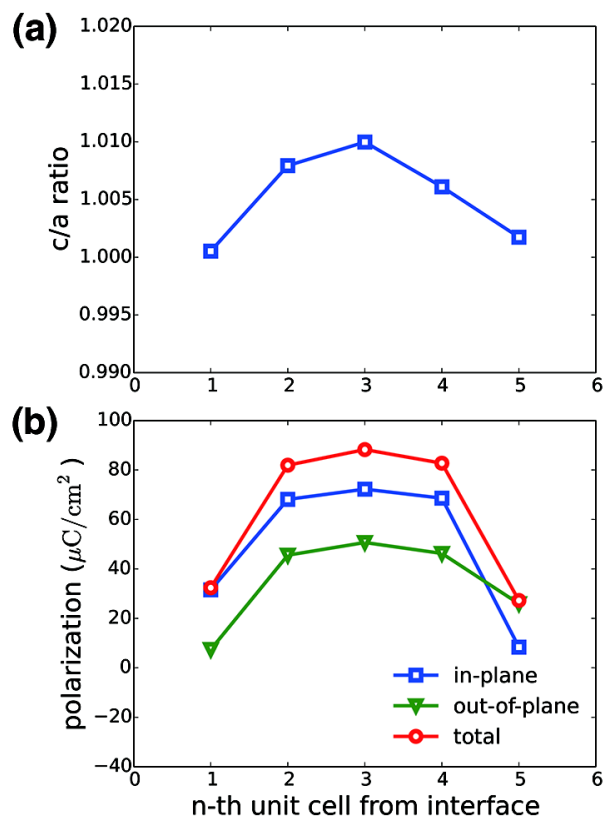 (a)
1.020
1.015
1.010
1.005
1.000
0.995
0.990
c/a ratio
0 1 2 3 4 5 6
(b)
100
80
60
40
20
0
−20
−40
polarization (μC/cm²)
in-plane
out-of-plane
total
0 1 2 3 4 5 6
n-th unit cell from interface